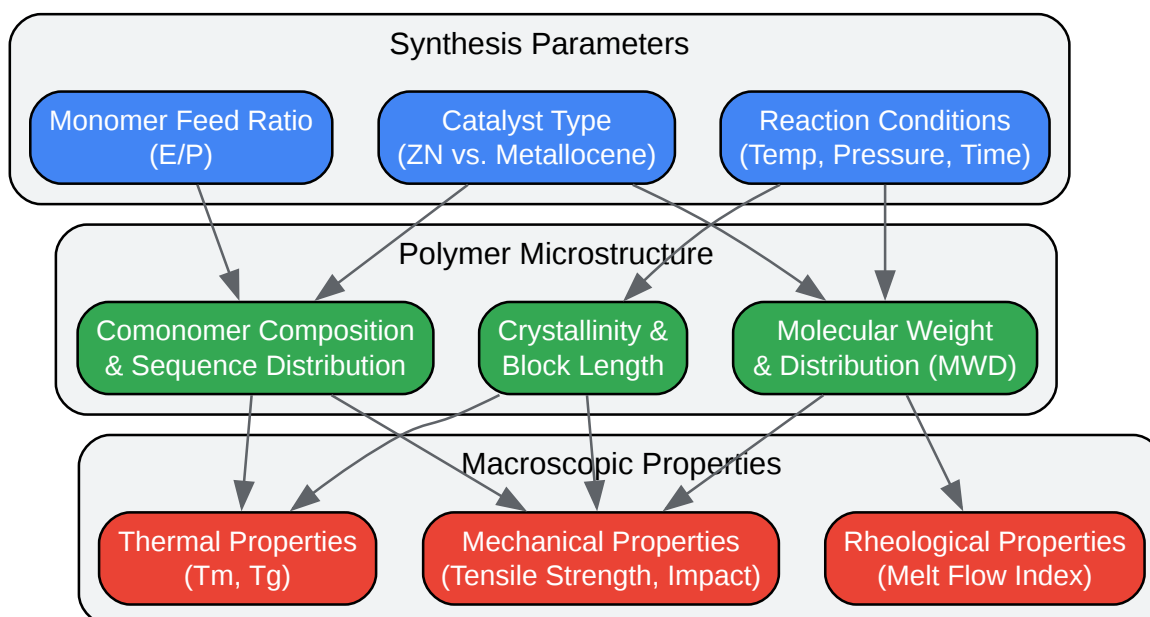 Synthesis Parameters
Monomer Feed Ratio
(E/P)
Catalyst Type
(ZN vs. Metallocene)
Reaction Conditions
(Temp, Pressure, Time)
Polymer Microstructure
Comonomer Composition
& Sequence Distribution
Crystallinity &
Block Length
Molecular Weight
& Distribution (MWD)
Macroscopic Properties
Thermal Properties
(Tm, Tg)
Mechanical Properties
(Tensile Strength, Impact)
Rheological Properties
(Melt Flow Index)